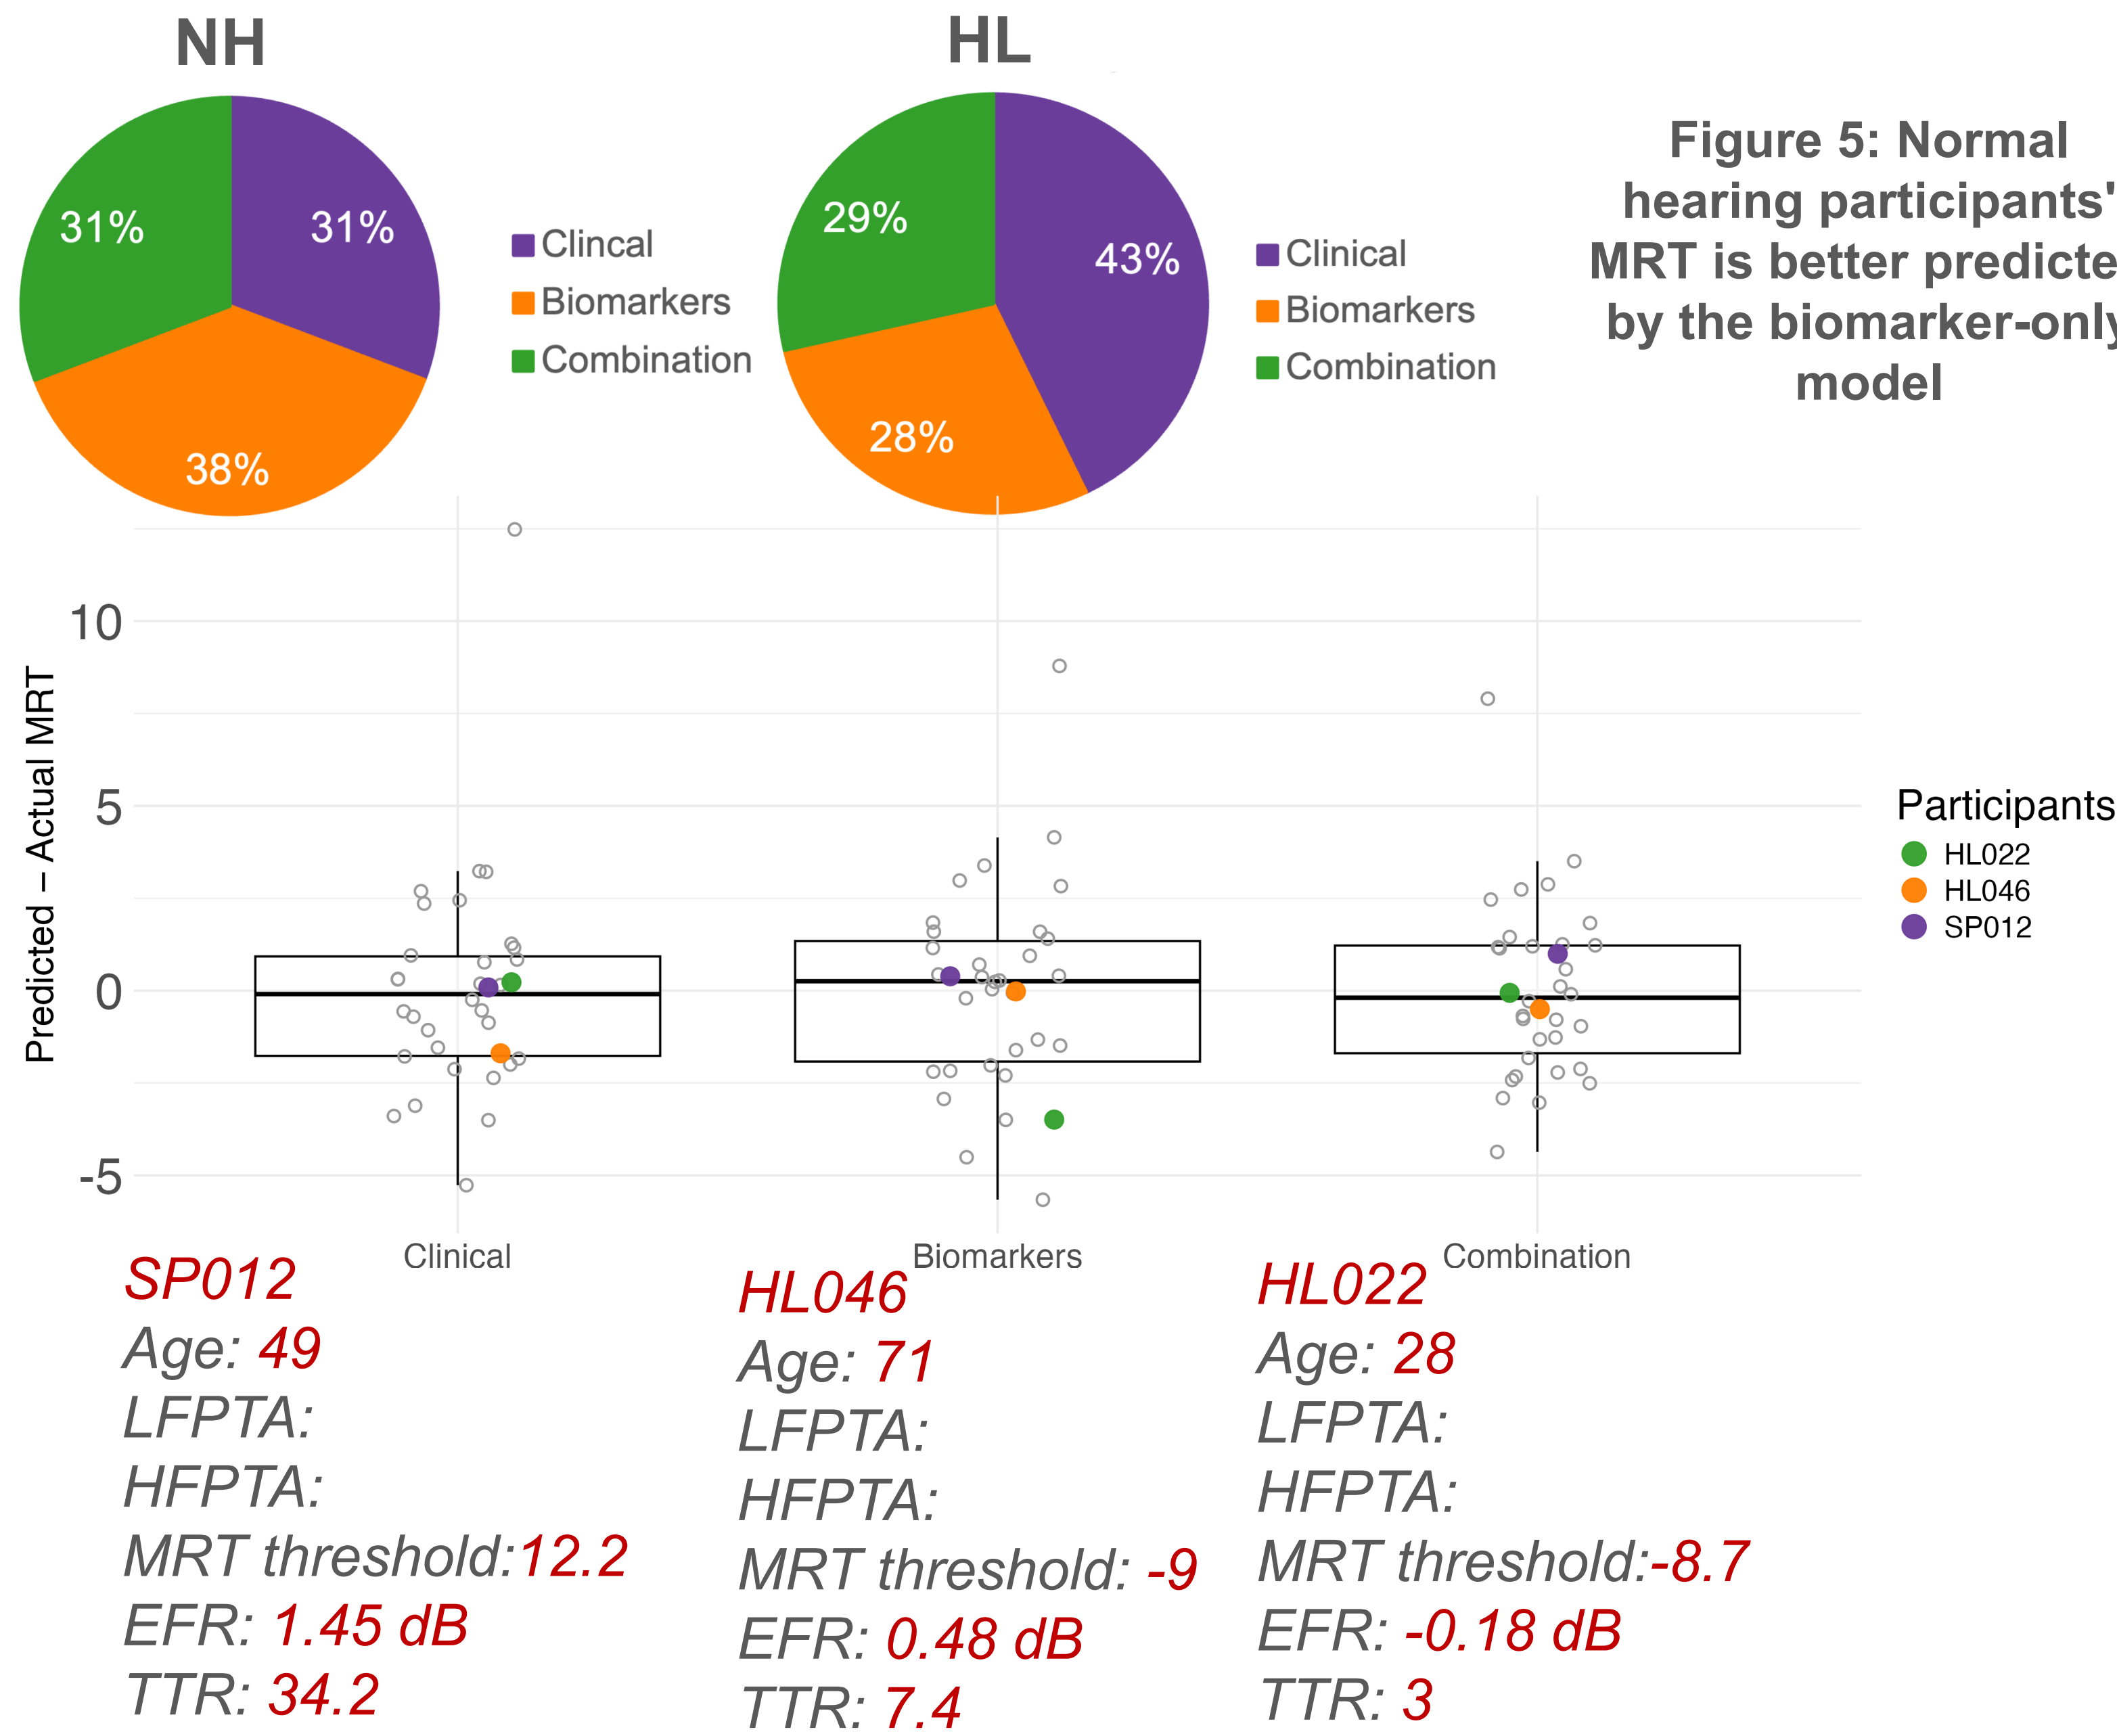 NH
HL
31%
31%
38%
Clincal
Biomarkers
Combination
29%
43%
28%
Clinical
Biomarkers
Combination
Figure 5: Normal
hearing participants'
MRT is better predicte
by the biomarker-only
model
Predicted – Actual MRT
10
5
0
-5
Clinical
Biomarkers
Combination
Participants
HL022
HL046
SP012
SP012
Age: 49
LFPTA:
HFPTA:
MRT threshold:12.2
EFR: 1.45 dB
TTR: 34.2
HL046
Age: 71
LFPTA:
HFPTA:
MRT threshold: -9
EFR: 0.48 dB
TTR: 7.4
HL022
Age: 28
LFPTA:
HFPTA:
MRT threshold:-8.7
EFR: -0.18 dB
TTR: 3